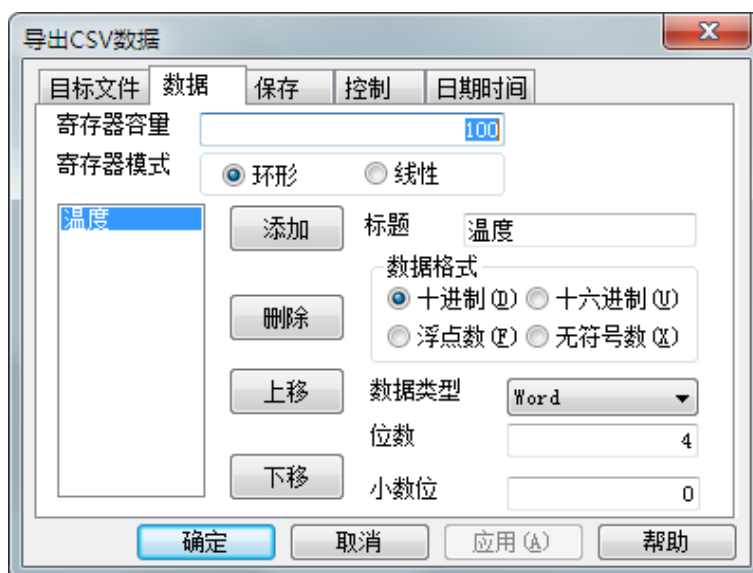 导出CSV数据
目标文件 数据 保存 控制 日期时间
寄存器容量 100
寄存器模式 环形 线性
温度 添加 标题 温度
数据格式
十进制(D) 十六进制(U)
删除
浮点数(F) 无符号数(X)
上移 数据类型 Word
位数 4
下移 小数位 0
确定 取消 应用(A) 帮助